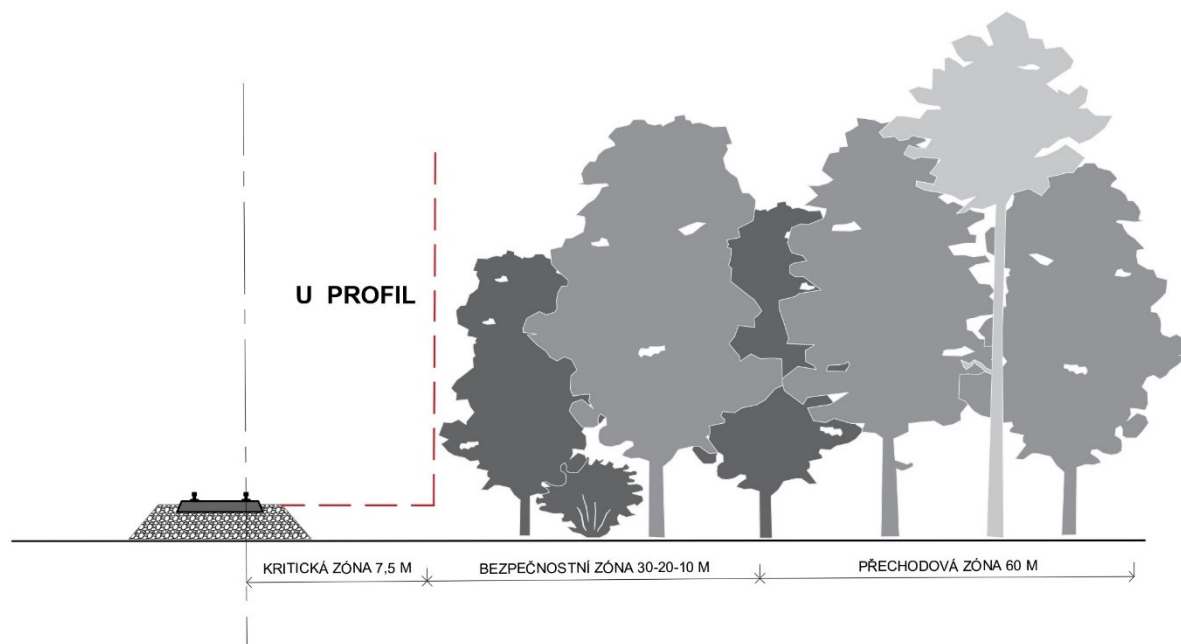 U PROFIL
KRITICKÁ ZÓNA 7,5 M
BEZPEČNOSTNÍ ZÓNA 30-20-10 M
PŘECHODOVÁ ZÓNA 60 M